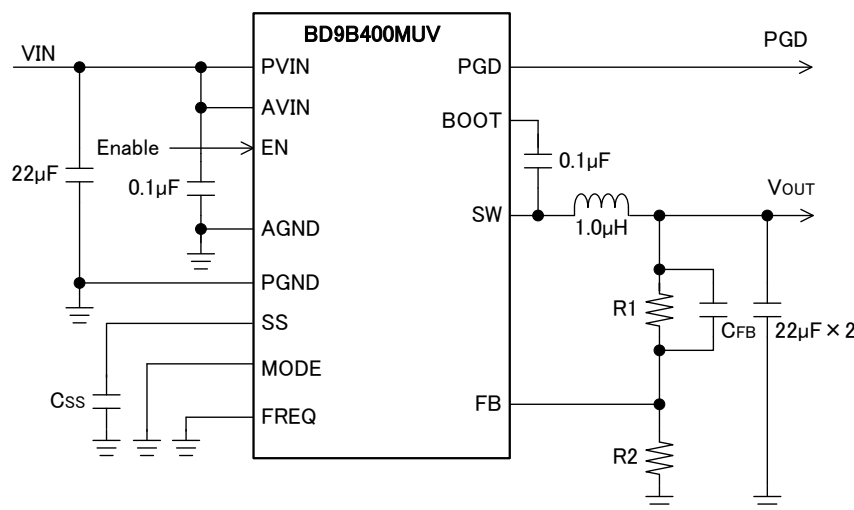 BD9B400MUV
VIN
PGD
PVIN
PGD
AVIN
BOOT
Enable
EN
22µF
0.1µF
0.1µF
VOUT
AGND
SW
1.0µH
PGND
SS
R1
CFB
22µF × 2
MODE
CSS
FREQ
FB
R2